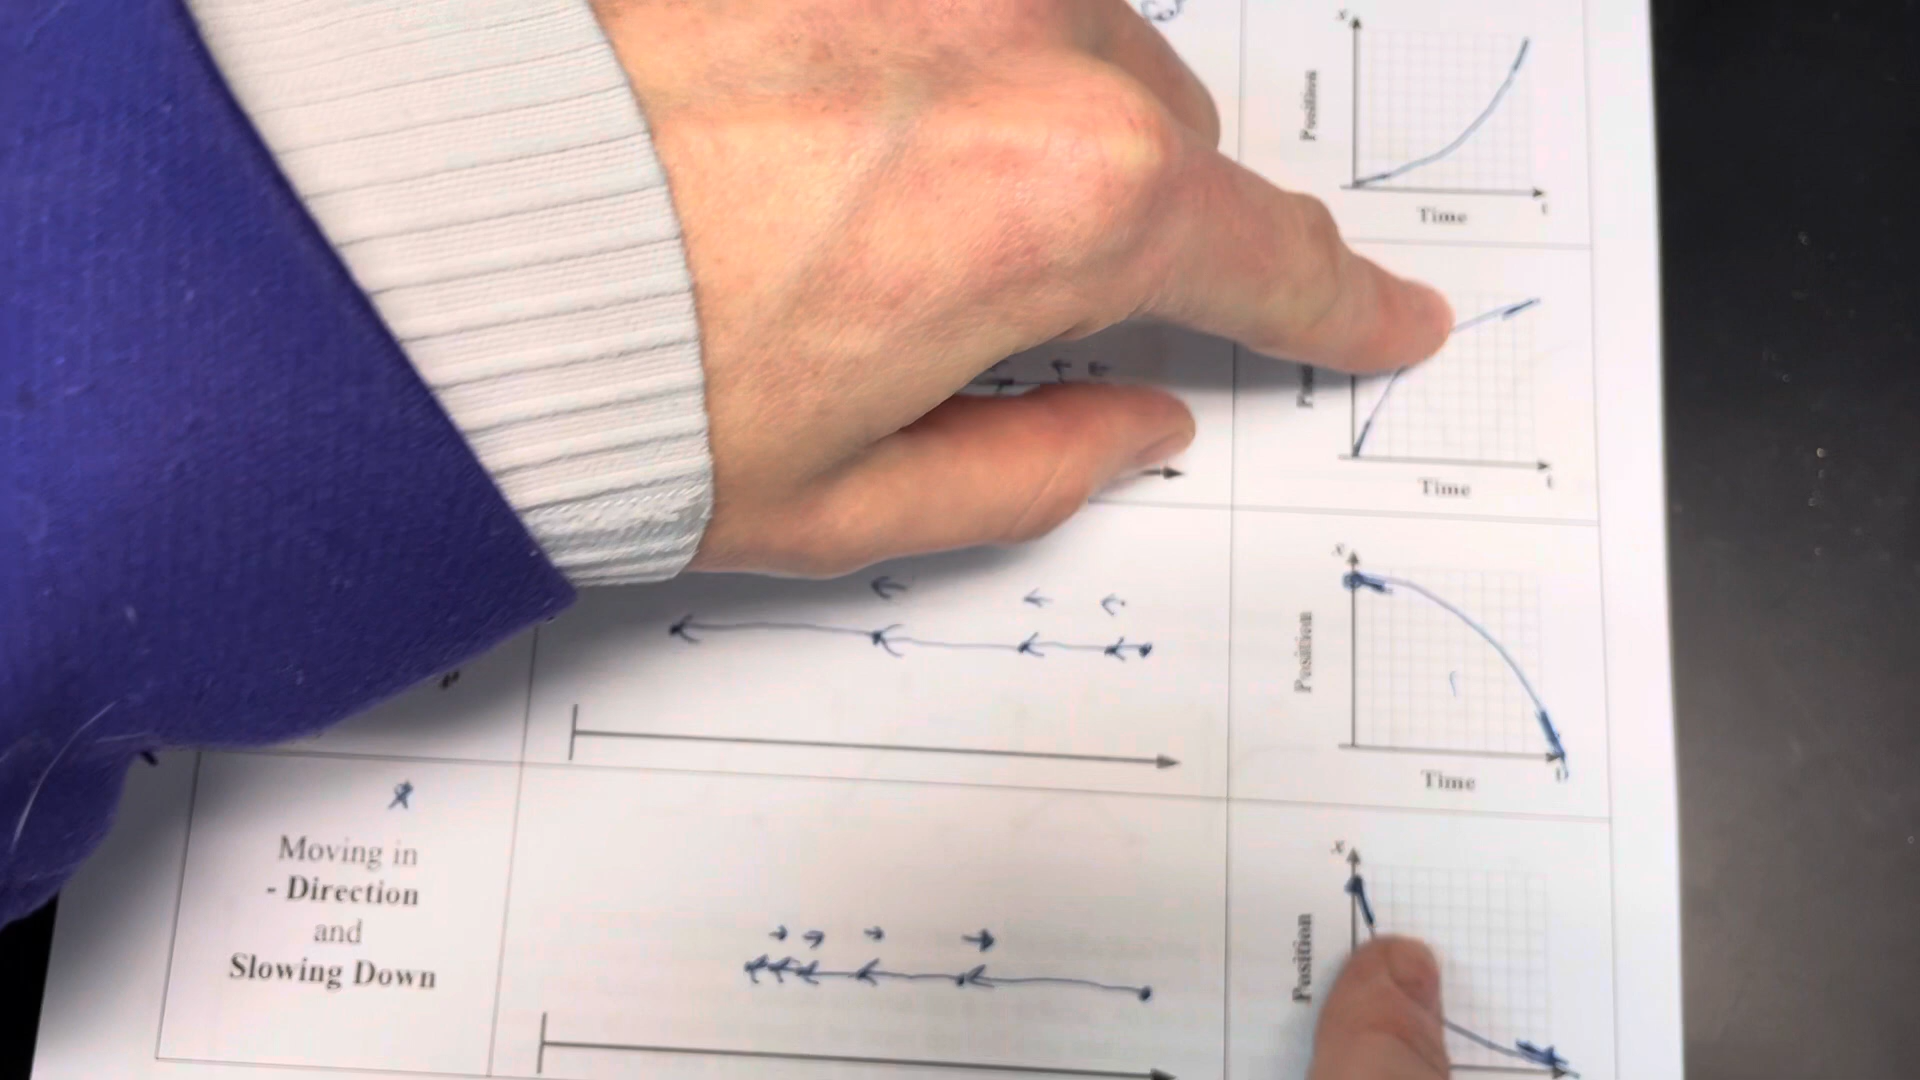 x
Position
Time
t
Time
t
x
Position
Time
Moving in
- Direction
and
Slowing Down
x
Position